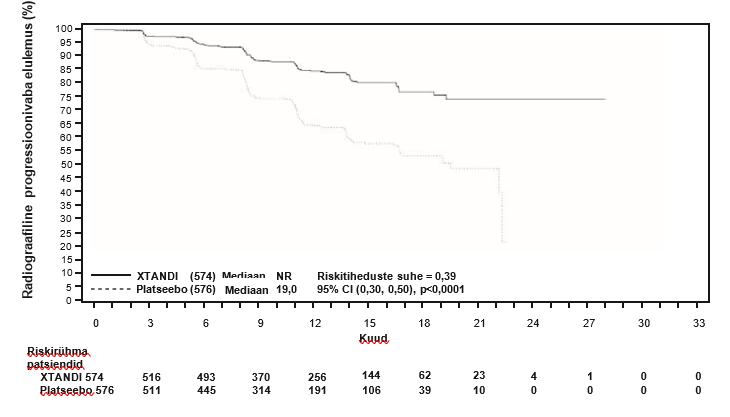 Radiograafiline progressioonivaba elulemus (%)
100
95
90
85
80
75
70
65
60
55
50
45
40
35
30
25
20
15
10
5
0
XTANDI (574) Mediaan NR Riskitiheduste suhe = 0,39
Platseebo (576) Mediaan 19,0 95% CI (0,30, 0,50), p<0,0001
0 3 6 9 12 15 18 21 24 27 30 33
Kuud
Riskirühma
patsiendid
XTANDI 574 516 493 370 256 144 62 23 4 1 0 0
Platseebo 576 511 445 314 191 106 39 10 0 0 0 0